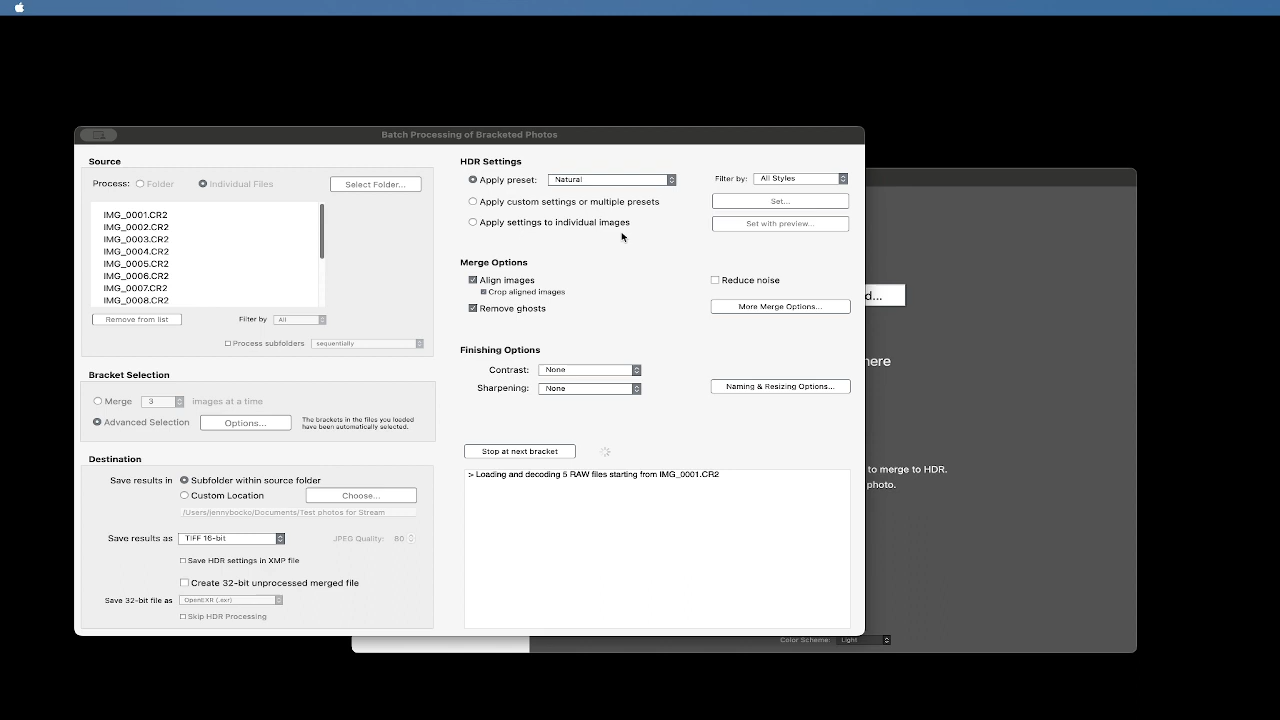 Batch Processing of Bracketed Photos
Source
Process: Folder Individual Files Select Folder...
IMG_0001.CR2
IMG_0002.CR2
IMG_0003.CR2
IMG_0004.CR2
IMG_0005.CR2
IMG_0006.CR2
IMG_0007.CR2
IMG_0008.CR2
Remove from list Filter by All
Process subfolders sequentially
Bracket Selection
Merge 3 images at a time
Advanced Selection Options... The brackets in the files you loaded
have been automatically selected.
Destination
Save results in Subfolder within source folder
Custom Location Choose...
/Users/jennybocko/Documents/Test photos for Stream
Save results as TIFF 16-bit JPEG Quality: 80
Save HDR settings in XMP file
Create 32-bit unprocessed merged file
Save 32-bit file as OpenEXR (.exr)
Skip HDR Processing
HDR Settings
Apply preset: Natural Filter by: All Styles
Apply custom settings or multiple presets Set...
Apply settings to individual images Set with preview...
Merge Options
Align images Reduce noise
Crop aligned images
Remove ghosts More Merge Options...
Finishing Options
Contrast: None
Sharpening: None Naming & Resizing Options...
Stop at next bracket
> Loading and decoding 5 RAW files starting from IMG_0001.CR2
d...
here
to merge to HDR.
photo.
Color Scheme: Light